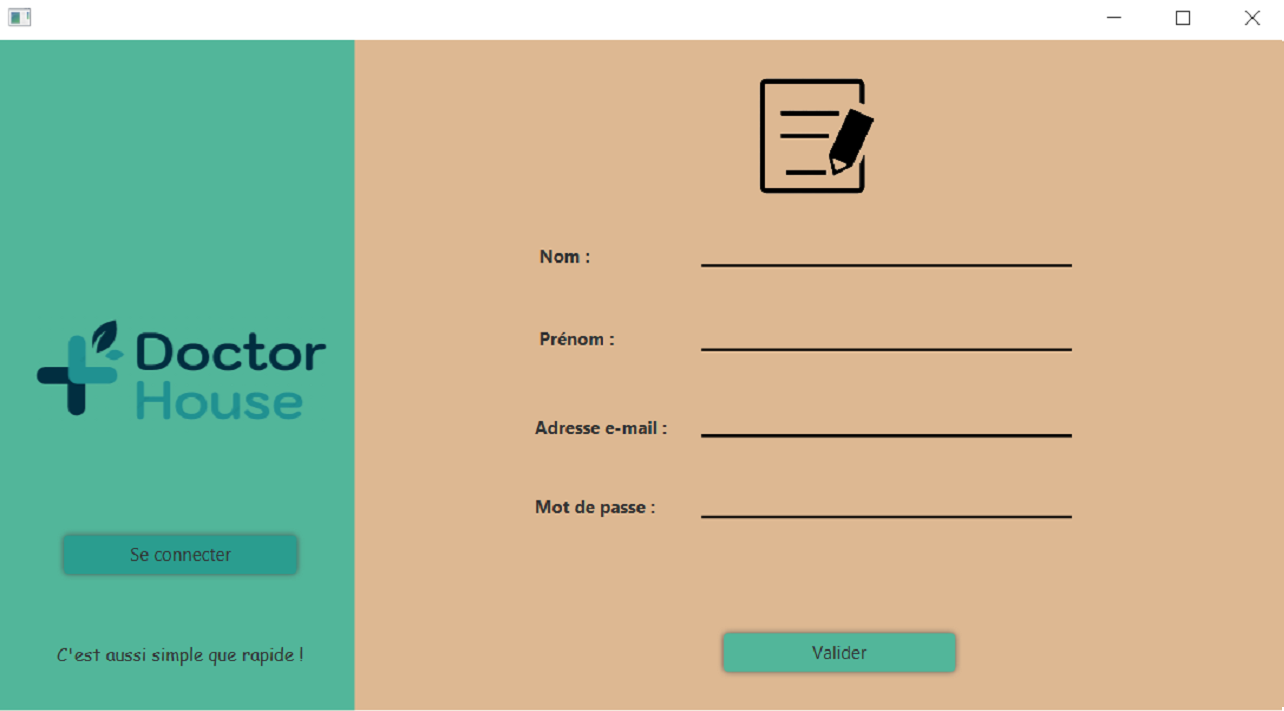 Doctor
House
Se connecter
C'est aussi simple que rapide !
Nom :
Prénom :
Adresse e-mail :
Mot de passe :
Valider